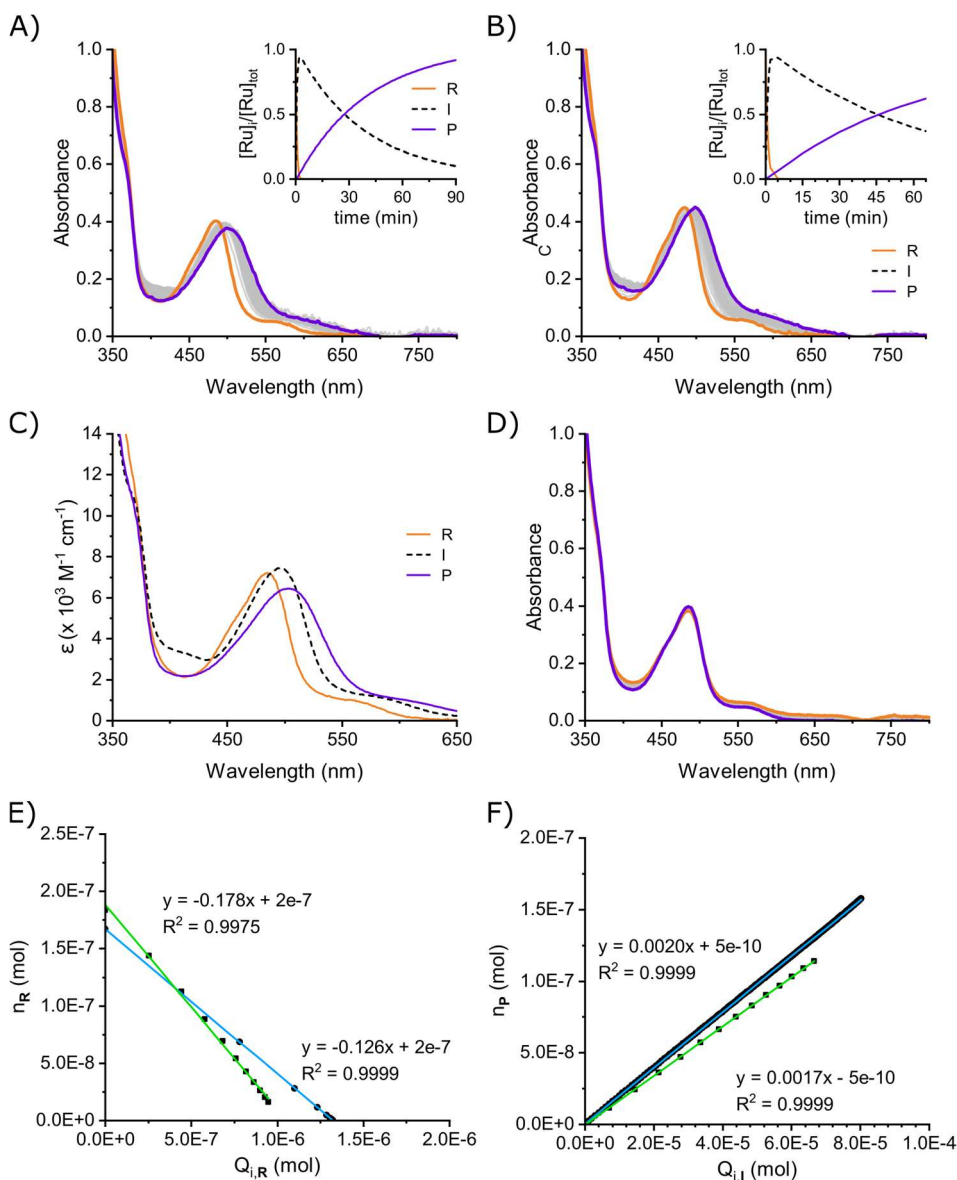 A)
1.0
0.8
0.6
0.4
0.2
0.0
Absorbance
350 450 550 650 750
Wavelength (nm)
1.0
0.5
0.0
[Ru]i/[Ru]tot
0 30 60 90
time (min)
R
I
P
B)
1.0
0.8
0.6
0.4
0.2
0.0
Absorbance
C
350 450 550 650 750
Wavelength (nm)
1.0
0.5
0.0
[Ru]i/[Ru]tot
0 15 30 45 60
time (min)
R
I
P
C)
14
12
10
8
6
4
2
0
ε (x 10³ M⁻¹ cm⁻¹)
350 450 550 650
Wavelength (nm)
R
I
P
D)
1.0
0.8
0.6
0.4
0.2
0.0
Absorbance
350 450 550 650 750
Wavelength (nm)
E)
2.5E-7
2.0E-7
1.5E-7
1.0E-7
5.0E-8
0.0E+0
nR (mol)
y = -0.178x + 2e-7
R² = 0.9975
y = -0.126x + 2e-7
R² = 0.9999
0.0E+0 5.0E-7 1.0E-6 1.5E-6 2.0E-6
Qi,R (mol)
F)
2.0E-7
1.5E-7
1.0E-7
5.0E-8
0.0E+0
nP (mol)
y = 0.0020x + 5e-10
R² = 0.9999
y = 0.0017x - 5e-10
R² = 0.9999
0.0E+0 2.0E-5 4.0E-5 6.0E-5 8.0E-5 1.0E-4
Qi,I (mol)